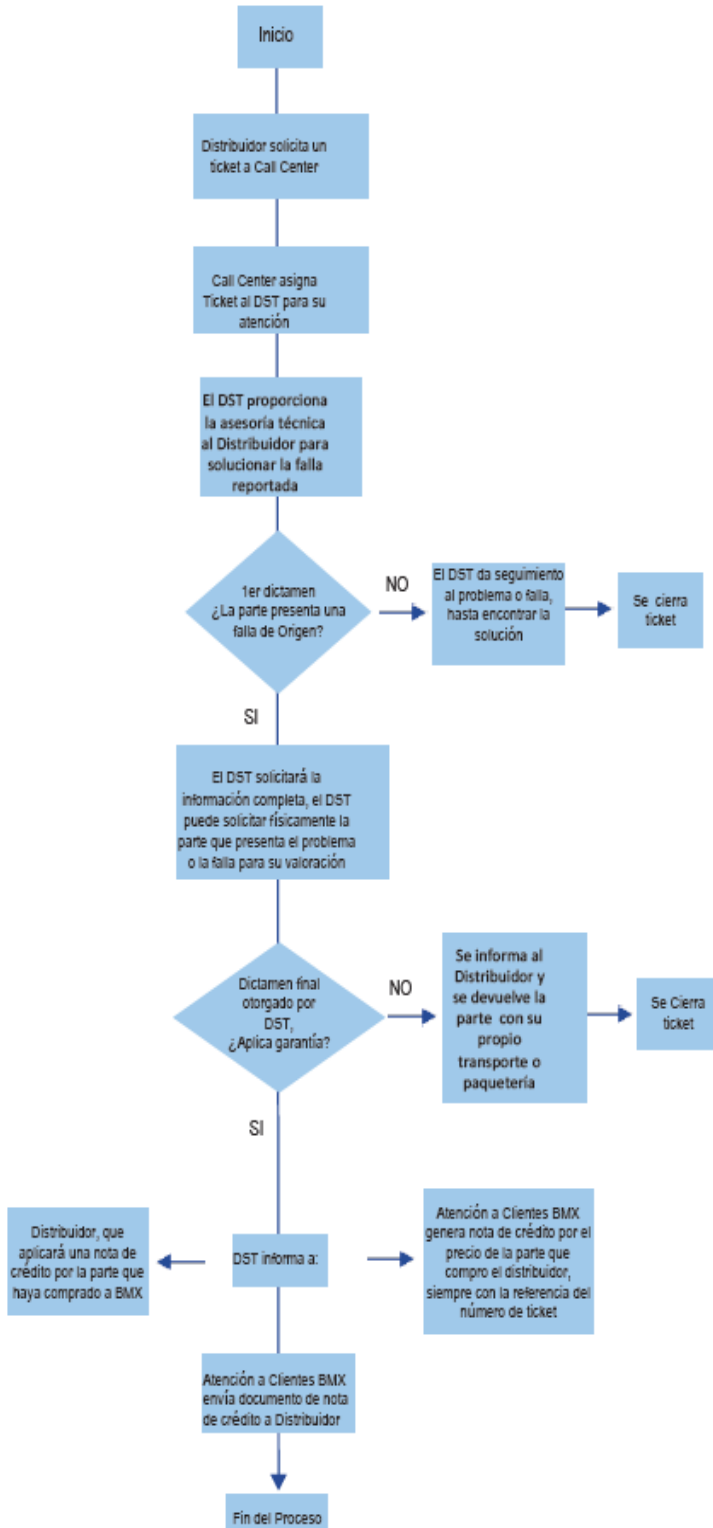 Inicio
Distribuidor solicita un
ticket a Call Center
Call Center asigna
Ticket al DST para su
atención
El DST proporciona
la asesoría técnica
al Distribuidor para
solucionar la falla
reportada
1er dictamen
¿La parte presenta una
falla de Origen?
NO
El DST da seguimiento
al problema o falla,
hasta encontrar la
solución
Se cierra
ticket
SI
El DST solicitará la
información completa, el DST
puede solicitar físicamente la
parte que presenta el problema
o la falla para su valoración
Dictamen final
otorgado por
DST,
¿Aplica garantía?
NO
Se informa al
Distribuidor y
se devuelve la
parte con su
propio
transporte o
paquetería
Se Cierra
ticket
SI
Distribuidor, que
aplicará una nota de
crédito por la parte que
haya comprado a BMX
DST informa a:
Atención a Clientes BMX
genera nota de crédito por el
precio de la parte que
compro el distribuidor,
siempre con la referencia del
número de ticket
Atención a Clientes BMX
envía documento de nota
de crédito a Distribuidor
Fin del Proceso